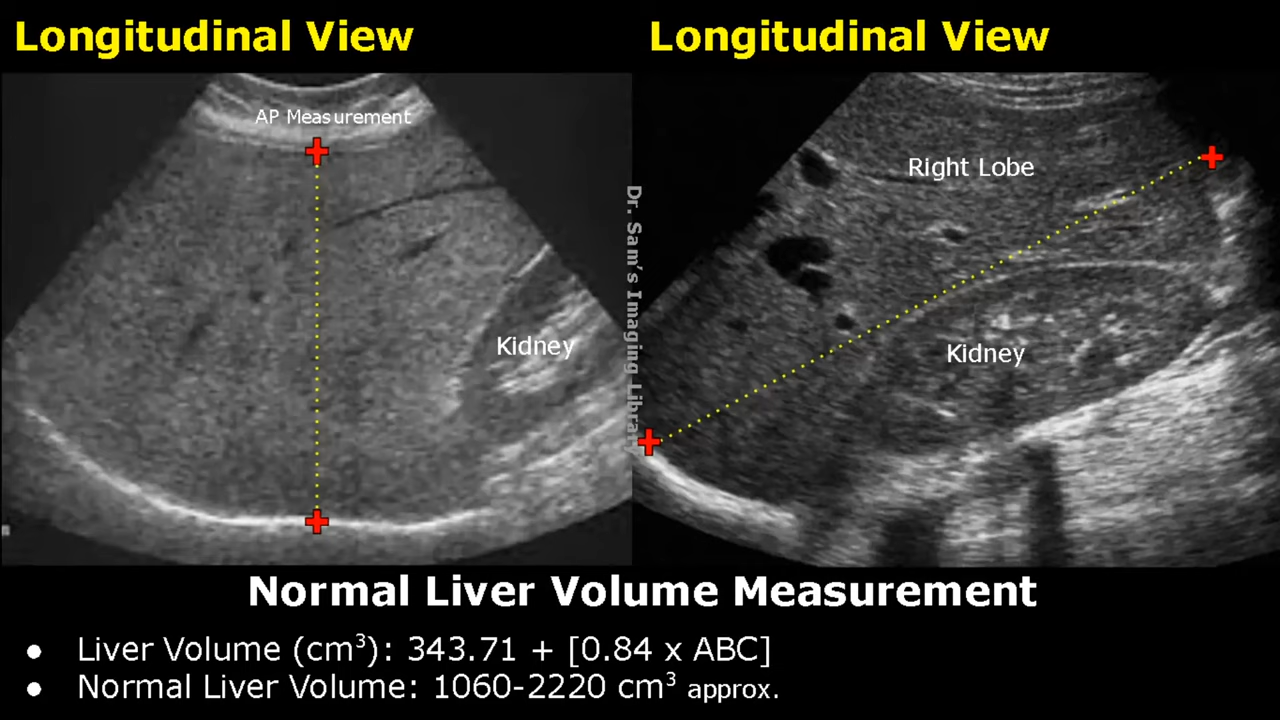 Longitudinal View
Longitudinal View
AP Measurement
Right Lobe
Kidney
Kidney
Dr. Sam's Imaging
Normal Liver Volume Measurement
● Liver Volume (cm³): 343.71 + [0.84 x ABC]
● Normal Liver Volume: 1060-2220 cm³ approx.